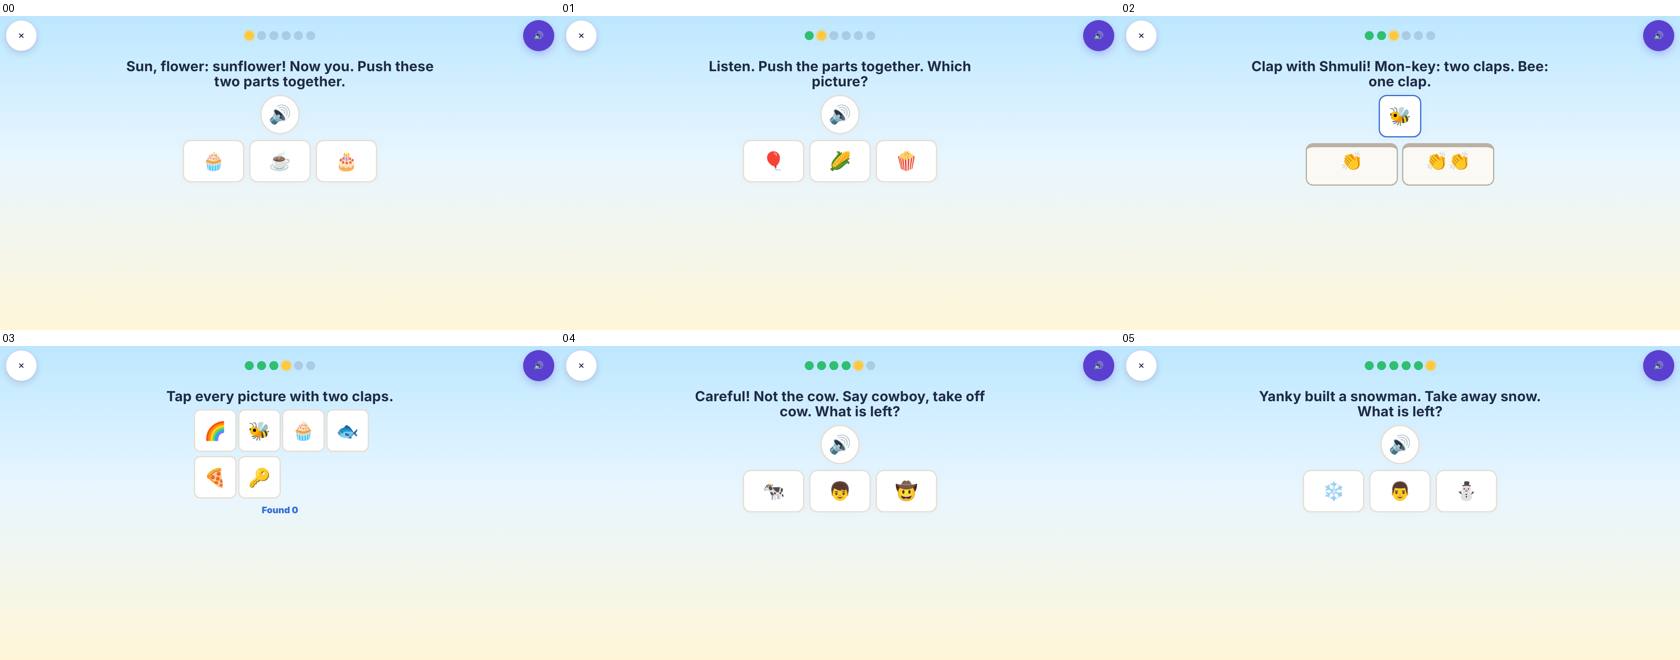 00
Sun, flower: sunflower! Now you. Push these
two parts together.
01
Listen. Push the parts together. Which
picture?
02
Clap with Shmuli! Mon-key: two claps. Bee:
one clap.
03
Tap every picture with two claps.
Found 0
04
Careful! Not the cow. Say cowboy, take off
cow. What is left?
05
Yanky built a snowman. Take away snow.
What is left?